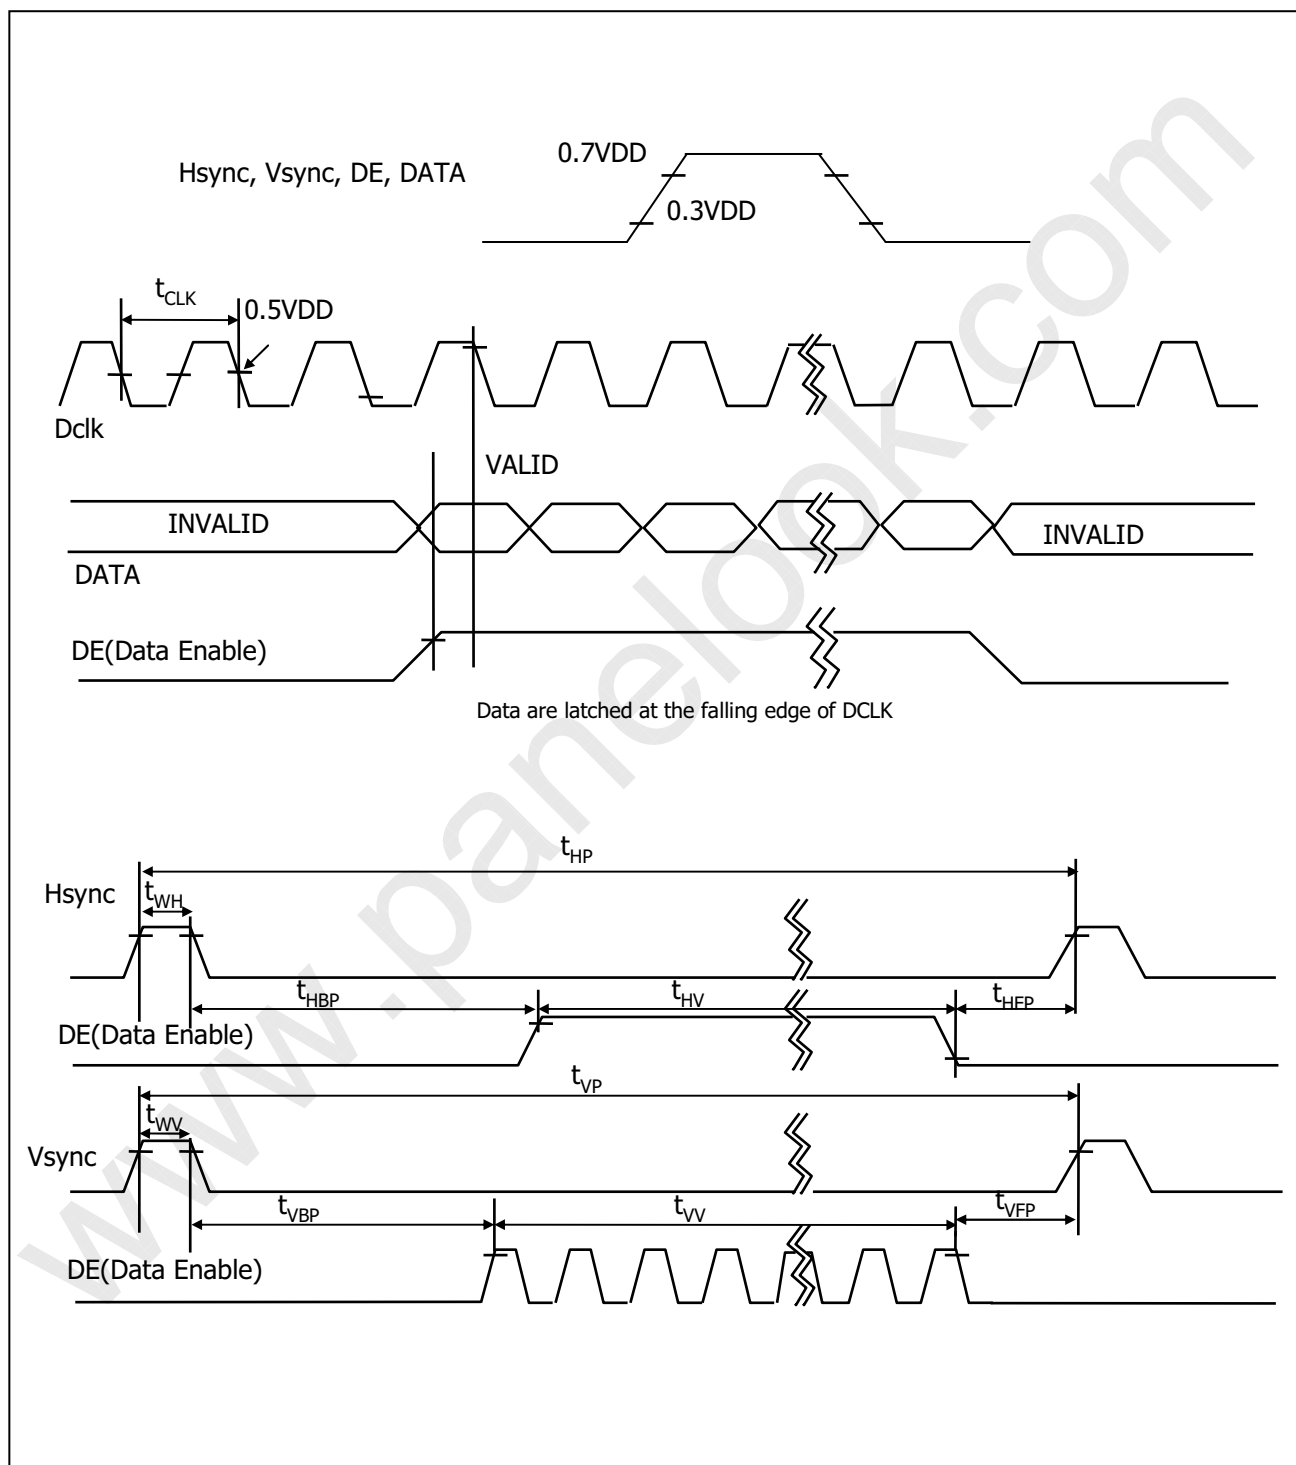 0.7VDD
Hsync, Vsync, DE, DATA
0.3VDD
tCLK
0.5VDD
Dclk
VALID
INVALID
INVALID
DATA
DE(Data Enable)
Data are latched at the falling edge of DCLK
tHP
Hsync
tWH
tHBP
tHV
tHFP
DE(Data Enable)
tVP
tWV
Vsync
tVBP
tVV
tVFP
DE(Data Enable)
www.panelook.com